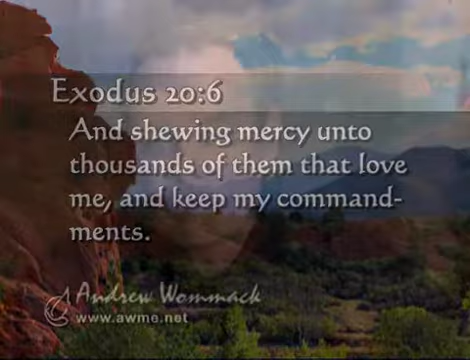 Exodus 20:6
And shewing mercy unto
thousands of them that love
me, and keep my command-
ments.
Andrew Wommack
www.awme.net